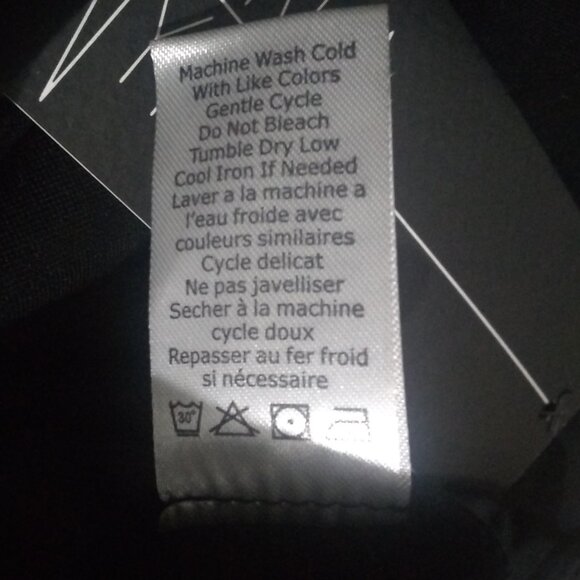 Machine Wash Cold
With Like Colors
Gentle Cycle
Do Not Bleach
Tumble Dry Low
Cool Iron If Needed
Laver a la machine a
l'eau froide avec
couleurs similaires
Cycle delicat
Ne pas javelliser
Secher à la machine
cycle doux
Repasser au fer froid
si nécessaire
30°